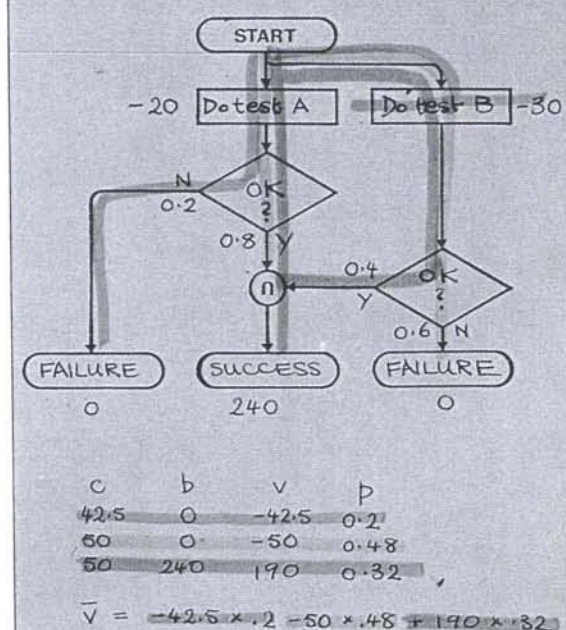 START
-20 Do test A Do test B -30
N OK ?
0.2
0.8 Y
n
0.4 OK ?
Y
0.6 N
FAILURE SUCCESS FAILURE
0 240 0
c b v p
42.5 0 -42.5 0.2
50 0 -50 0.48
50 240 190 0.32
v̄ = -42.5 × .2 -50 × .48 + 190 × .32